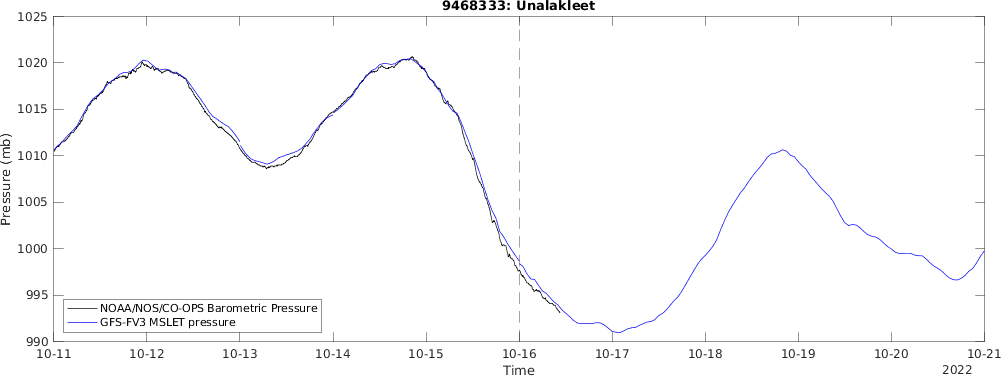 9468333: Unalakleet
1025
1020
1015
1010
1005
1000
995
990
Pressure (mb)
NOAA/NOS/CO-OPS Barometric Pressure
GFS-FV3 MSLET pressure
10-11 10-12 10-13 10-14 10-15 10-16 10-17 10-18 10-19 10-20 10-21
Time
2022